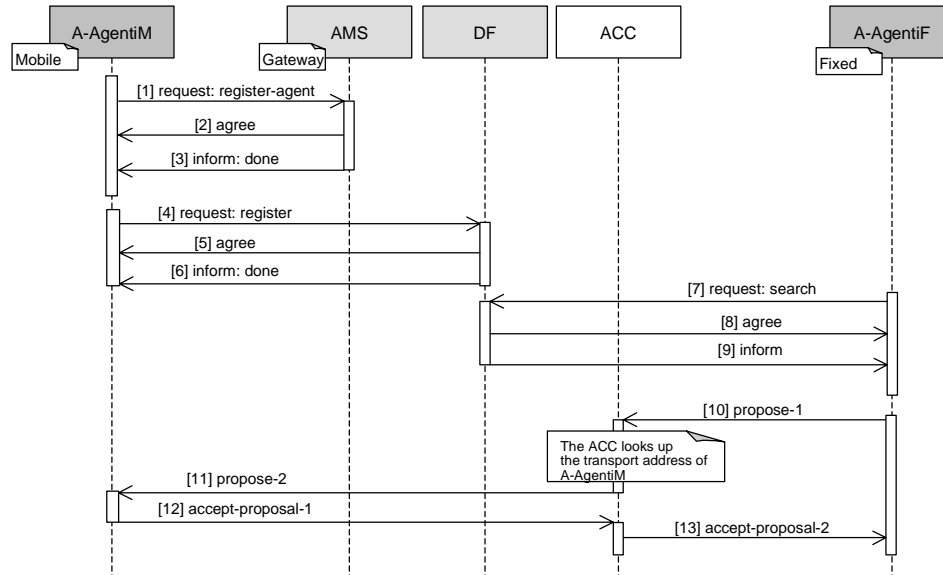 A-AgentiM
AMS
DF
ACC
A-AgentiF
Mobile
Gateway
Fixed
[1] request: register-agent
[2] agree
[3] inform: done
[4] request: register
[5] agree
[6] inform: done
[7] request: search
[8] agree
[9] inform
[10] propose-1
The ACC looks up
the transport address of
A-AgentiM
[11] propose-2
[12] accept-proposal-1
[13] accept-proposal-2